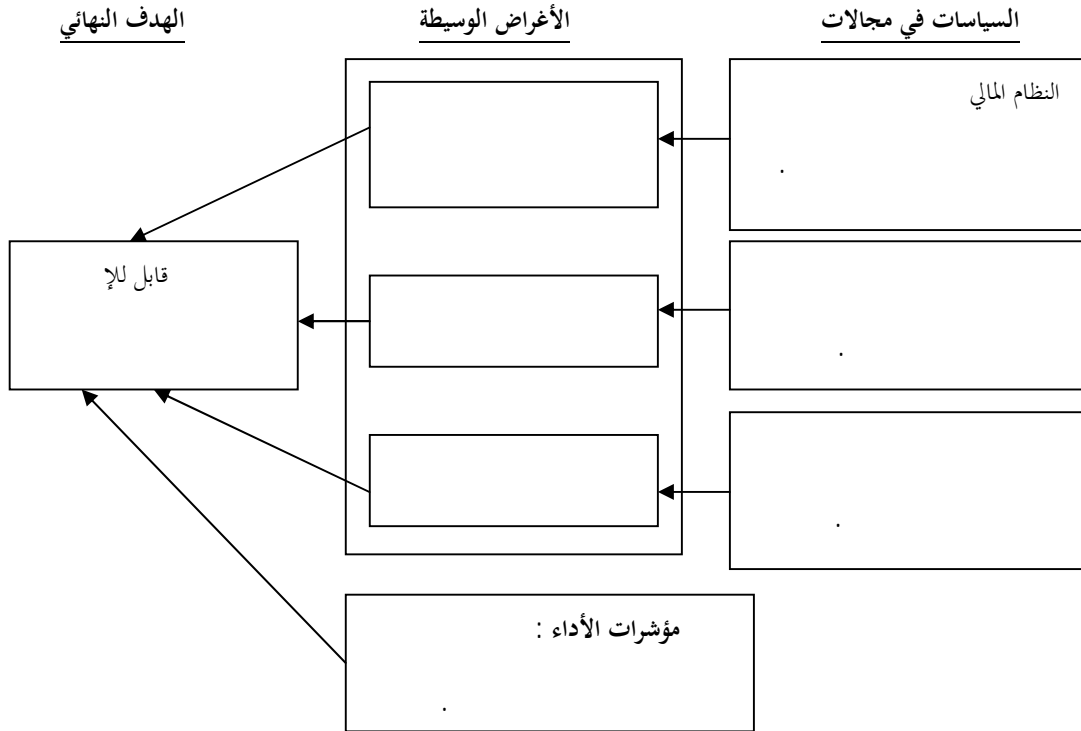 السياسات في مجالات
الأغراض الوسيطة
الهدف النهائي
النظام المالي
.
قابل للإ
.
.
مؤشرات الأداء :
.